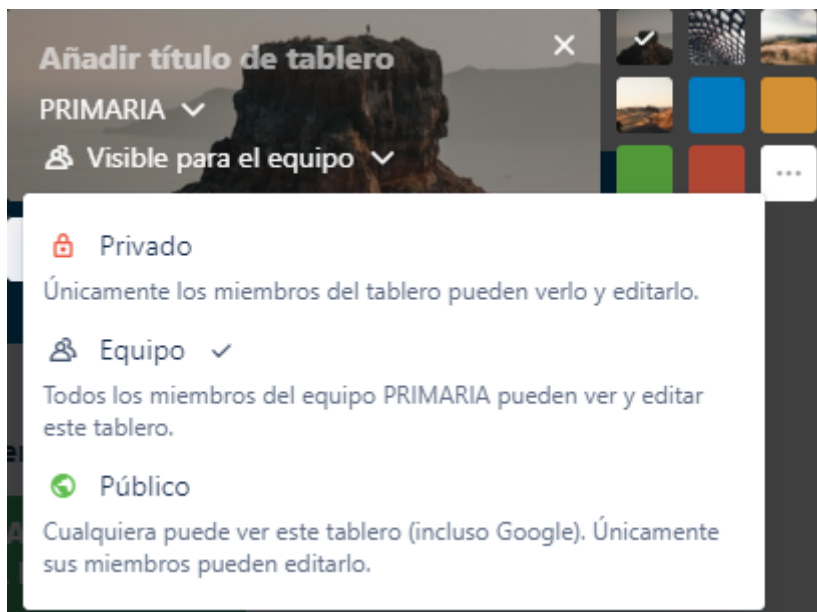 Añadir título de tablero
PRIMARIA
Visible para el equipo
Privado
Únicamente los miembros del tablero pueden verlo y editarlo.
Equipo
Todos los miembros del equipo PRIMARIA pueden ver y editar
este tablero.
Público
Cualquiera puede ver este tablero (incluso Google). Únicamente
sus miembros pueden editarlo.